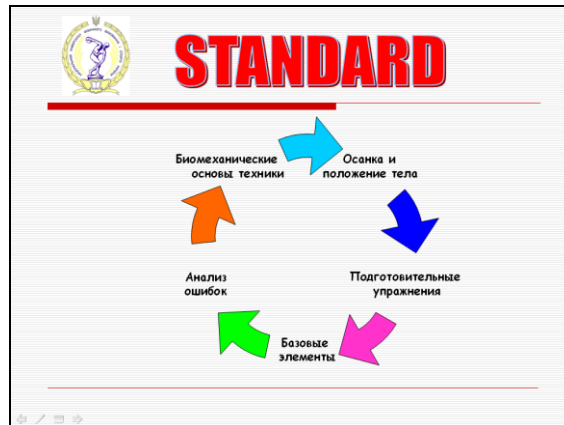 STANDARD
Биомеханические
основы техники
Осанка и
положение тела
Анализ
ошибок
Подготовительные
упражнения
Базовые
элементы